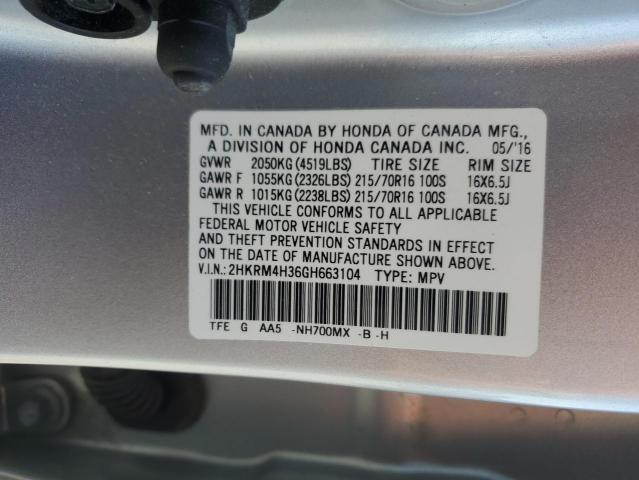 MFD. IN CANADA BY HONDA OF CANADA MFG.,
A DIVISION OF HONDA CANADA INC. 05/'16
GVWR 2050KG(4519LBS) TIRE SIZE RIM SIZE
GAWR F 1055KG(2326LBS) 215/70R16 100S 16X6.5J
GAWR R 1015KG(2238LBS) 215/70R16 100S 16X6.5J
THIS VEHICLE CONFORMS TO ALL APPLICABLE
FEDERAL MOTOR VEHICLE SAFETY
AND THEFT PREVENTION STANDARDS IN EFFECT
ON THE DATE OF MANUFACTURE SHOWN ABOVE.
V.I.N.: 2HKRM4H36GH663104 TYPE: MPV
TFE G AA5 -NH700MX -B -H